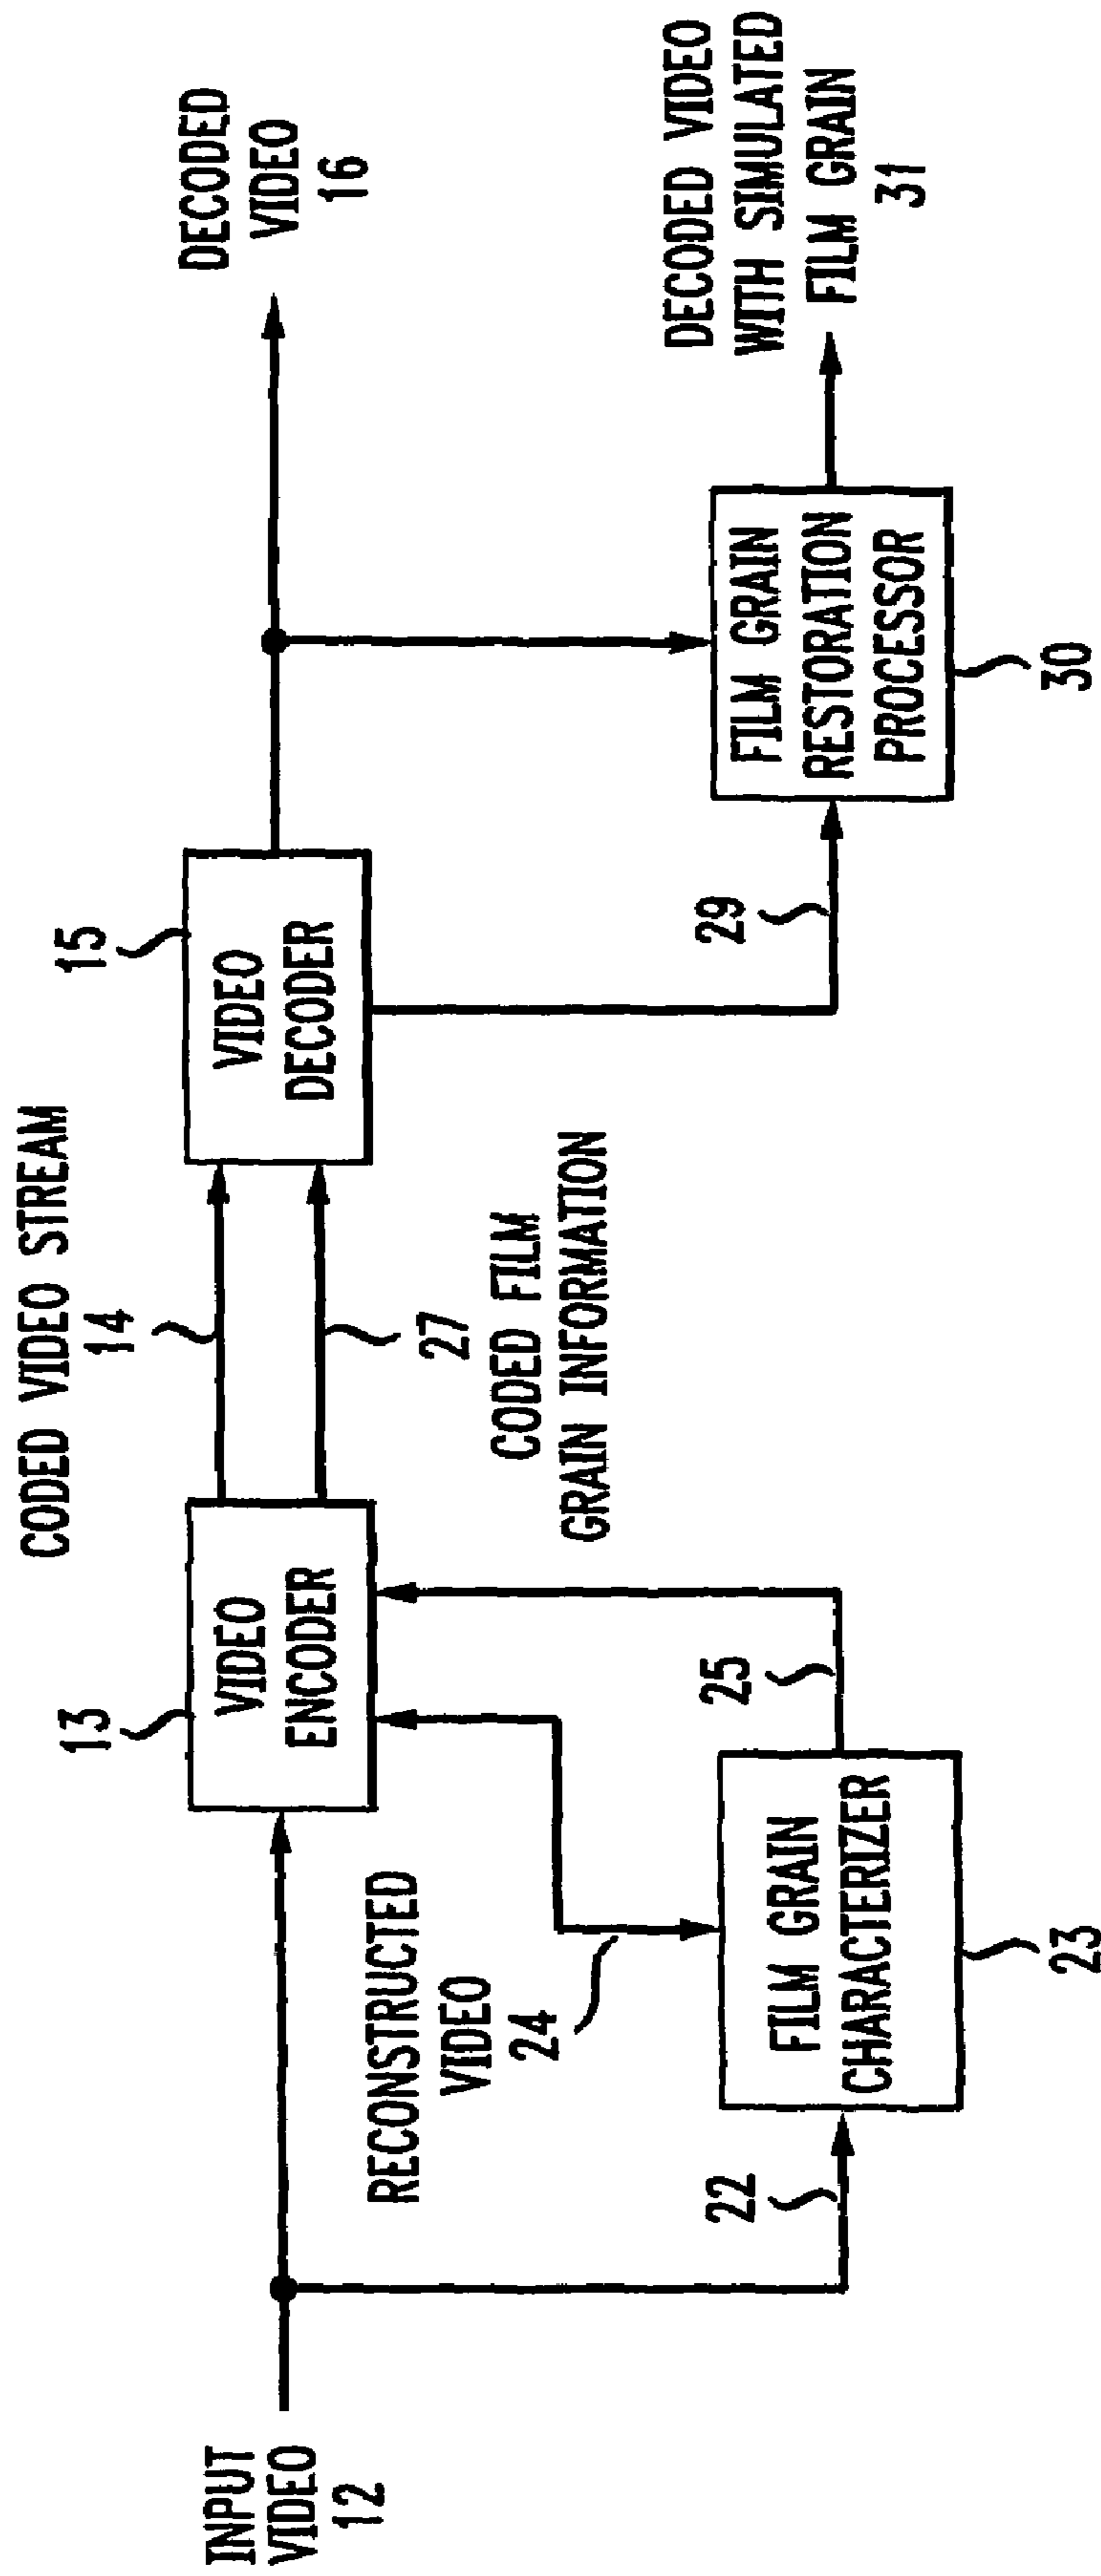 INPUT
VIDEO
12
13
VIDEO
ENCODER
RECONSTRUCTED
VIDEO
24
22
FILM GRAIN
CHARACTERIZER
23
25
CODED VIDEO STREAM
14
27
CODED FILM
GRAIN INFORMATION
15
VIDEO
DECODER
29
FILM GRAIN
RESTORATION
PROCESSOR
30
DECODED
VIDEO
16
DECODED VIDEO
WITH SIMULATED
FILM GRAIN
31